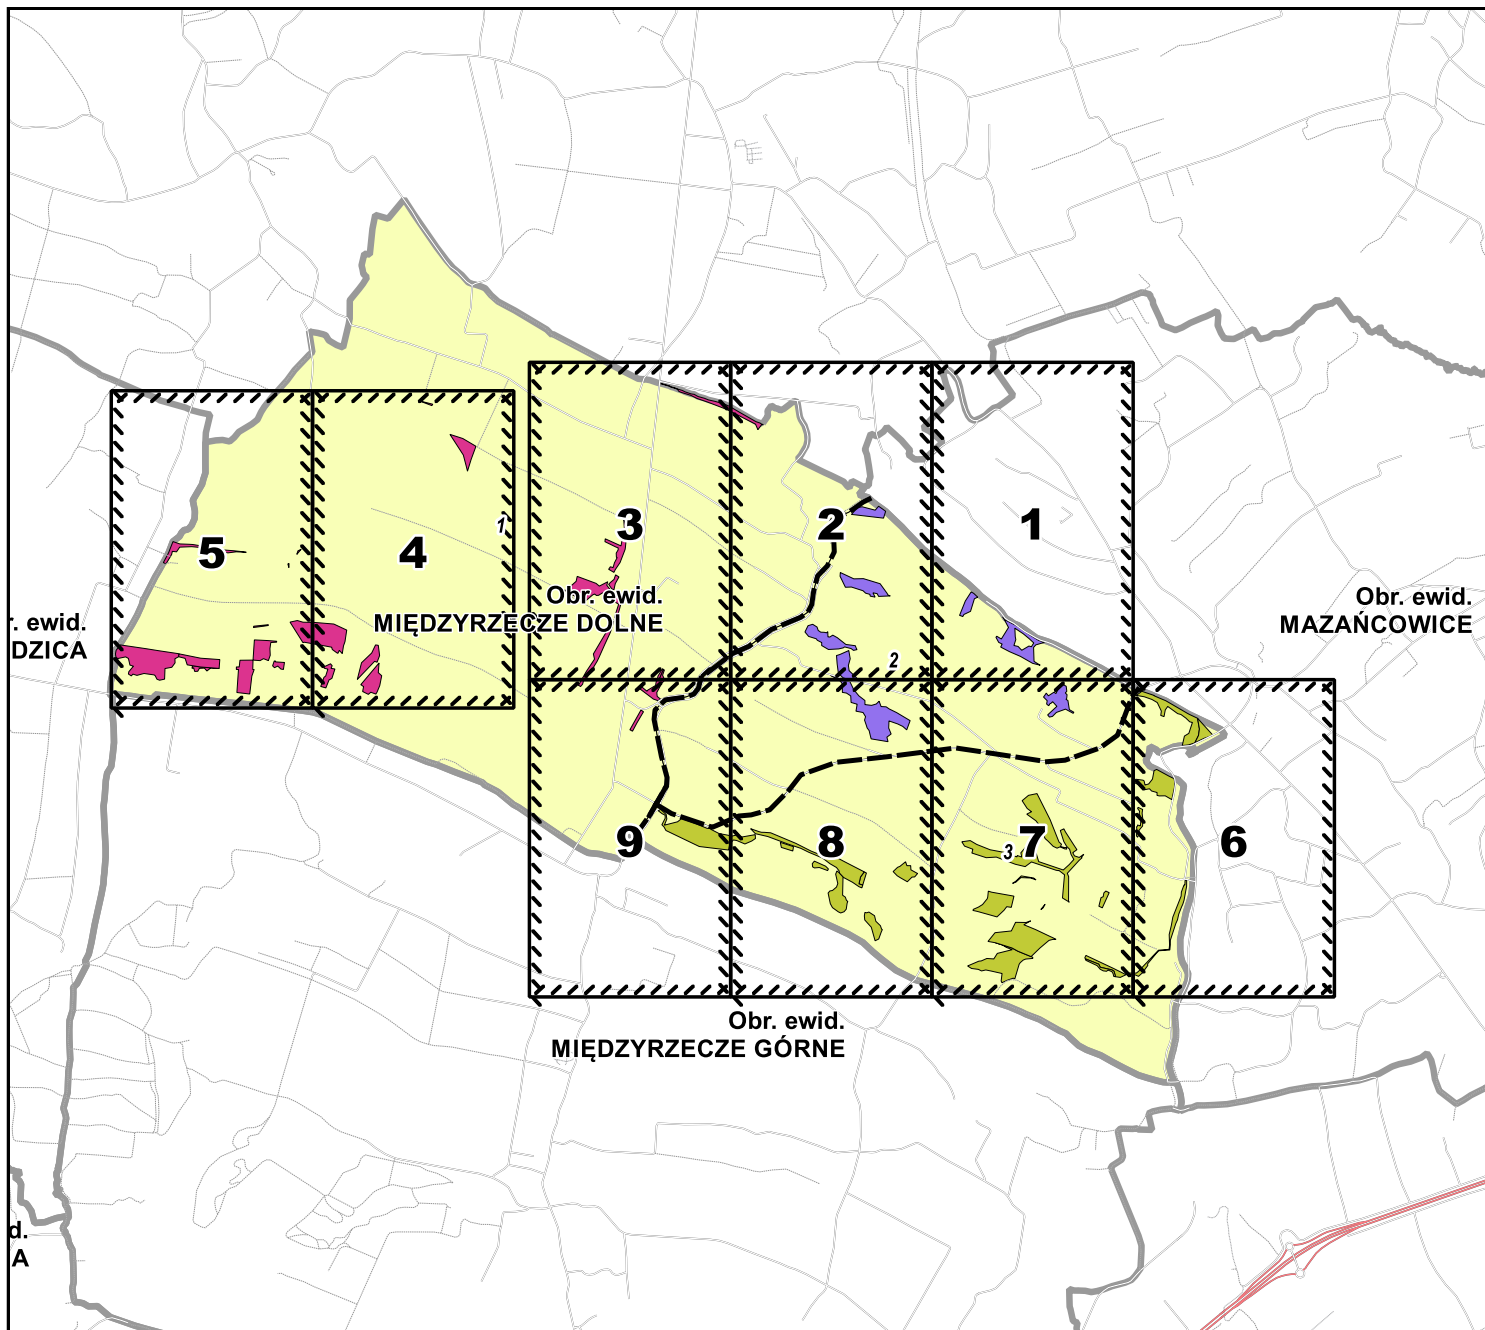 1
3
2
1
5
4
Obr. ewid.
MIĘDZYRZECZE DOLNE
Obr. ewid.
MAZAŃCOWICE
r. ewid.
DZICA
2
9
8
3
7
6
Obr. ewid.
MIĘDZYRZECZE GÓRNE
d.
A